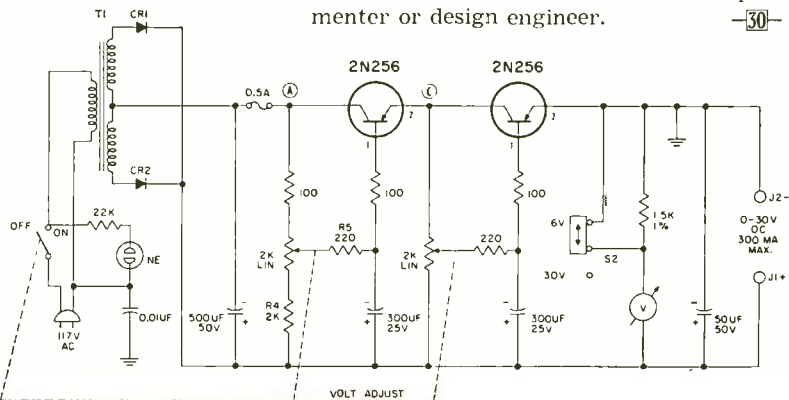 menter or design engineer.
30
T1
CR1
2N256
2N256
0.5A
A
C
2
2
1
1
CR2
100
100
100
OFF
ON
22K
NE
R5
220
2K
LIN
2K
LIN
220
6V
S2
30V
1.5K
1%
J2-
0-30V
DC
300 MA
MAX.
J1+
V
0.01UF
117V
AC
500UF
50V
-
+
R4
2K
300UF
25V
-
+
300UF
25V
-
+
50UF
50V
-
+
VOLT ADJUST